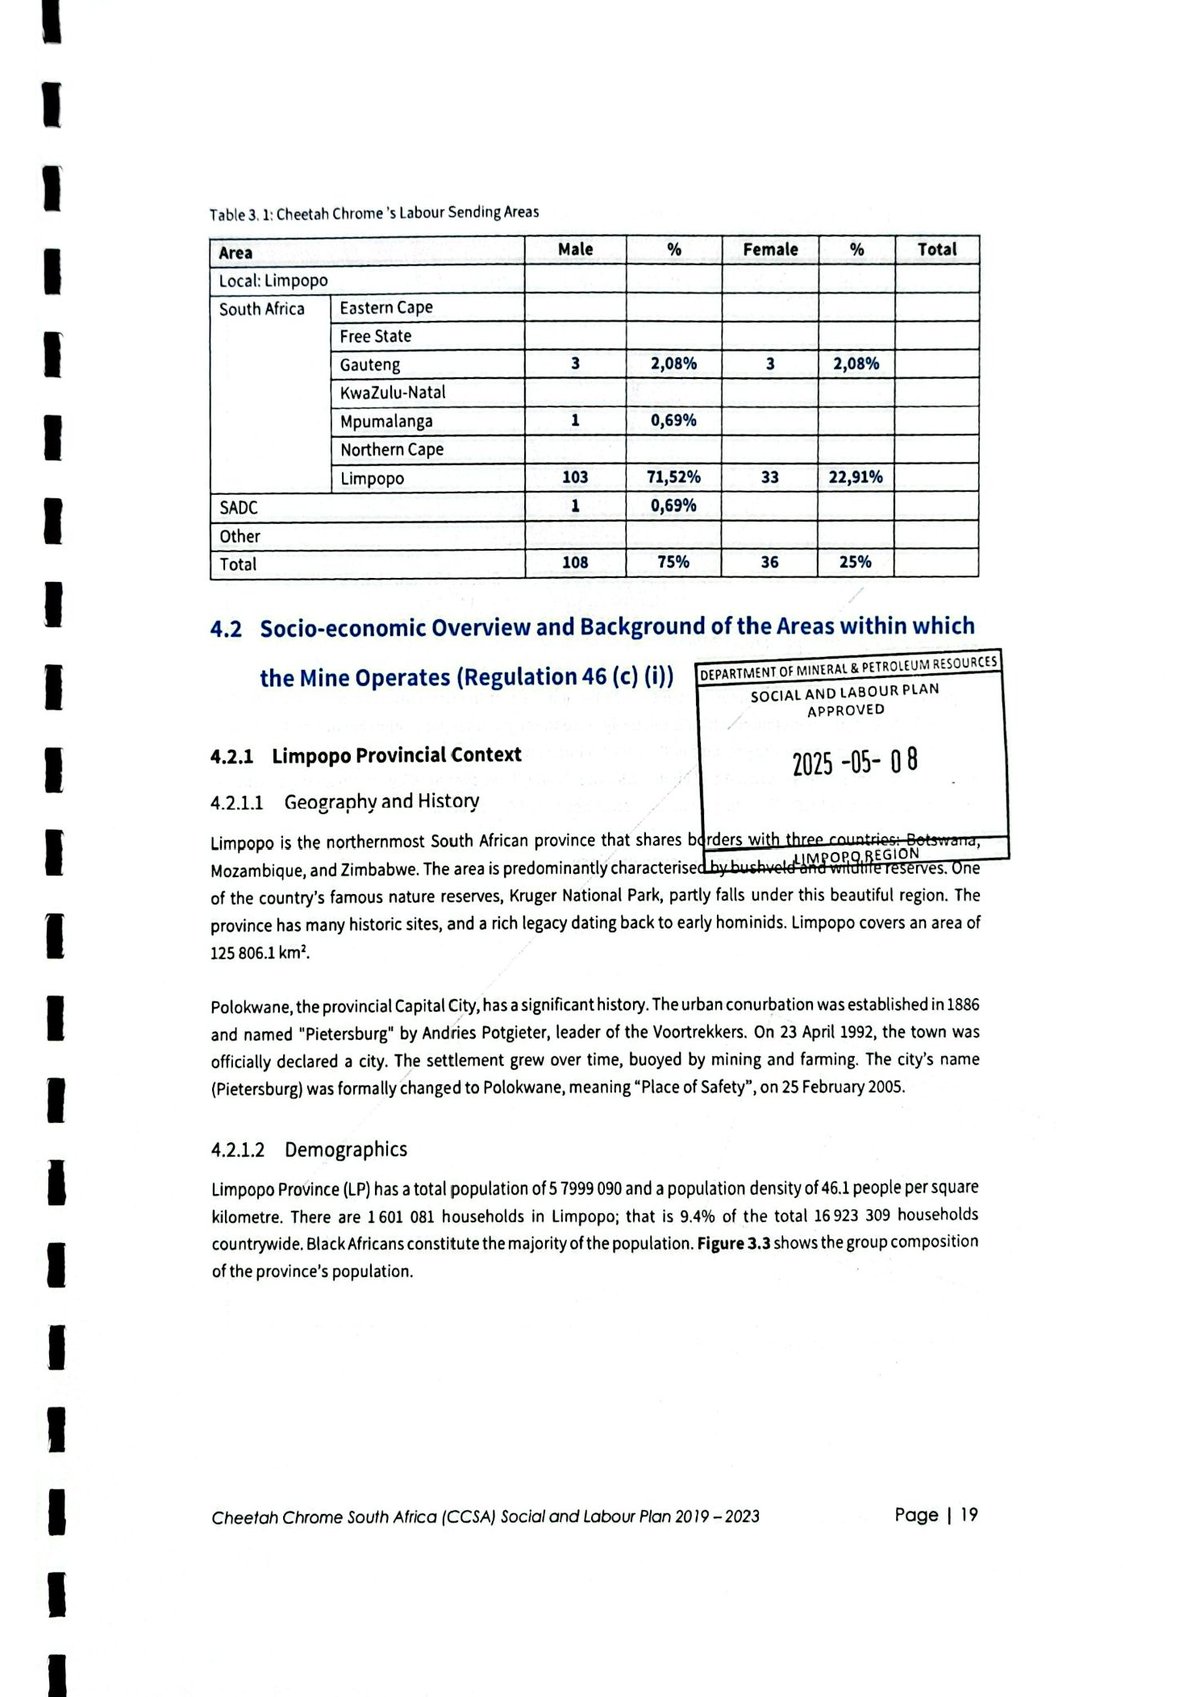 Table 3. 1: Cheetah Chrome 's Labour Sending Areas
Area Male % Female % Total
Local: Limpopo
South Africa Eastern Cape
Free State
Gauteng 3 2,08% 3 2,08%
KwaZulu-Natal
Mpumalanga 1 0,69%
Northern Cape
Limpopo 103 71,52% 33 22,91%
SADC 1 0,69%
Other
Total 108 75% 36 25%
4.2 Socio-economic Overview and Background of the Areas within which
the Mine Operates (Regulation 46 (c) (i))
DEPARTMENT OF MINERAL & PETROLEUM RESOURCES
SOCIAL AND LABOUR PLAN
APPROVED
2025 -05- 08
LIMPOPO REGION
4.2.1 Limpopo Provincial Context
4.2.1.1 Geography and History
Limpopo is the northernmost South African province that shares borders with three countries: Botswana,
Mozambique, and Zimbabwe. The area is predominantly characterised by bushveld and wildlife reserves. One
of the country's famous nature reserves, Kruger National Park, partly falls under this beautiful region. The
province has many historic sites, and a rich legacy dating back to early hominids. Limpopo covers an area of
125 806.1 km².
Polokwane, the provincial Capital City, has a significant history. The urban conurbation was established in 1886
and named "Pietersburg" by Andries Potgieter, leader of the Voortrekkers. On 23 April 1992, the town was
officially declared a city. The settlement grew over time, buoyed by mining and farming. The city's name
(Pietersburg) was formally changed to Polokwane, meaning “Place of Safety”, on 25 February 2005.
4.2.1.2 Demographics
Limpopo Province (LP) has a total population of 5 7999 090 and a population density of 46.1 people per square
kilometre. There are 1 601 081 households in Limpopo; that is 9.4% of the total 16 923 309 households
countrywide. Black Africans constitute the majority of the population. Figure 3.3 shows the group composition
of the province's population.
Cheetah Chrome South Africa (CCSA) Social and Labour Plan 2019 – 2023 Page | 19